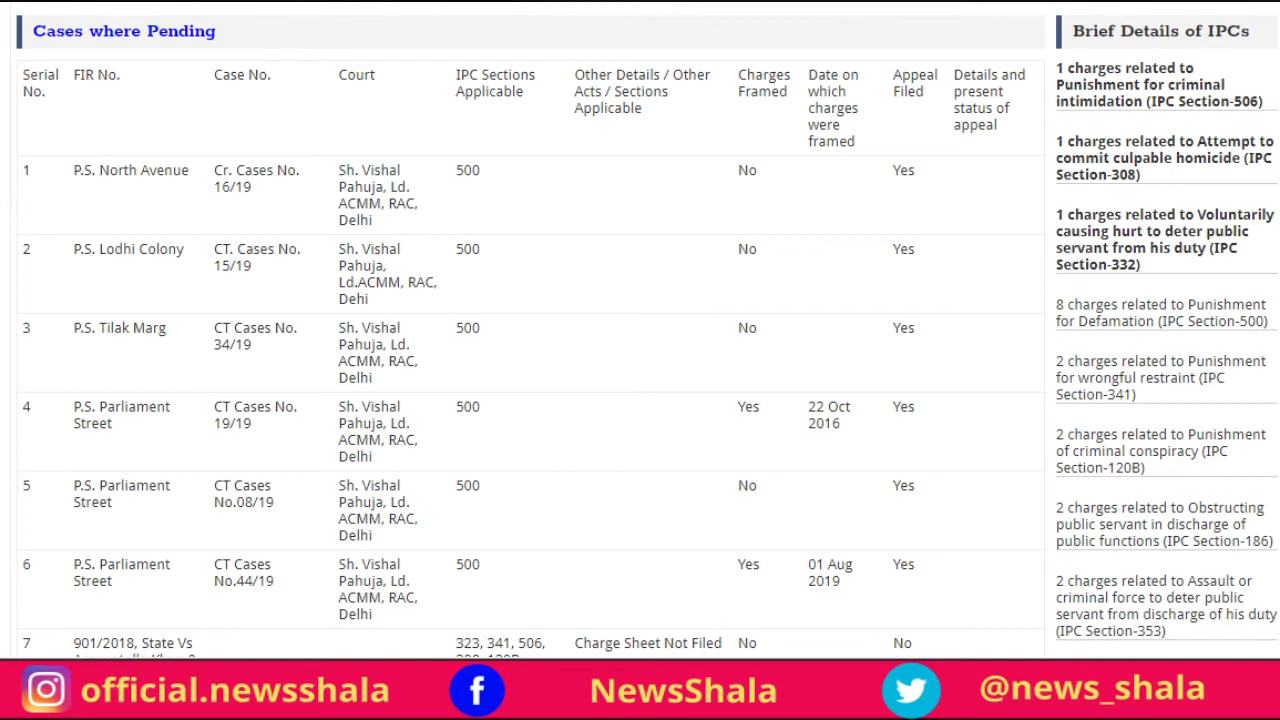 Cases where Pending
Serial No.
FIR No.
Case No.
Court
IPC Sections Applicable
Other Details / Other Acts / Sections Applicable
Charges Framed
Date on which charges were framed
Appeal Filed
Details and present status of appeal
1
P.S. North Avenue
Cr. Cases No. 16/19
Sh. Vishal Pahuja, Ld. ACMM, RAC, Delhi
500
No
Yes
2
P.S. Lodhi Colony
CT. Cases No. 15/19
Sh. Vishal Pahuja, Ld.ACMM, RAC, Dehi
500
No
Yes
3
P.S. Tilak Marg
CT Cases No. 34/19
Sh. Vishal Pahuja, Ld. ACMM, RAC, Delhi
500
No
Yes
4
P.S. Parliament Street
CT Cases No. 19/19
Sh. Vishal Pahuja, Ld. ACMM, RAC, Delhi
500
Yes
22 Oct 2016
Yes
5
P.S. Parliament Street
CT Cases No.08/19
Sh. Vishal Pahuja, Ld. ACMM, RAC, Delhi
500
No
Yes
6
P.S. Parliament Street
CT Cases No.44/19
Sh. Vishal Pahuja, Ld. ACMM, RAC, Delhi
500
Yes
01 Aug 2019
Yes
7
901/2018, State Vs
323, 341, 506,
Charge Sheet Not Filed
No
No
Brief Details of IPCs
1 charges related to
Punishment for criminal
intimidation (IPC Section-506)
1 charges related to Attempt to
commit culpable homicide (IPC
Section-308)
1 charges related to Voluntarily
causing hurt to deter public
servant from his duty (IPC
Section-332)
8 charges related to Punishment
for Defamation (IPC Section-500)
2 charges related to Punishment
for wrongful restraint (IPC
Section-341)
2 charges related to Punishment
of criminal conspiracy (IPC
Section-120B)
2 charges related to Obstructing
public servant in discharge of
public functions (IPC Section-186)
2 charges related to Assault or
criminal force to deter public
servant from discharge of his duty
(IPC Section-353)
official.newsshala
NewsShala
@news_shala